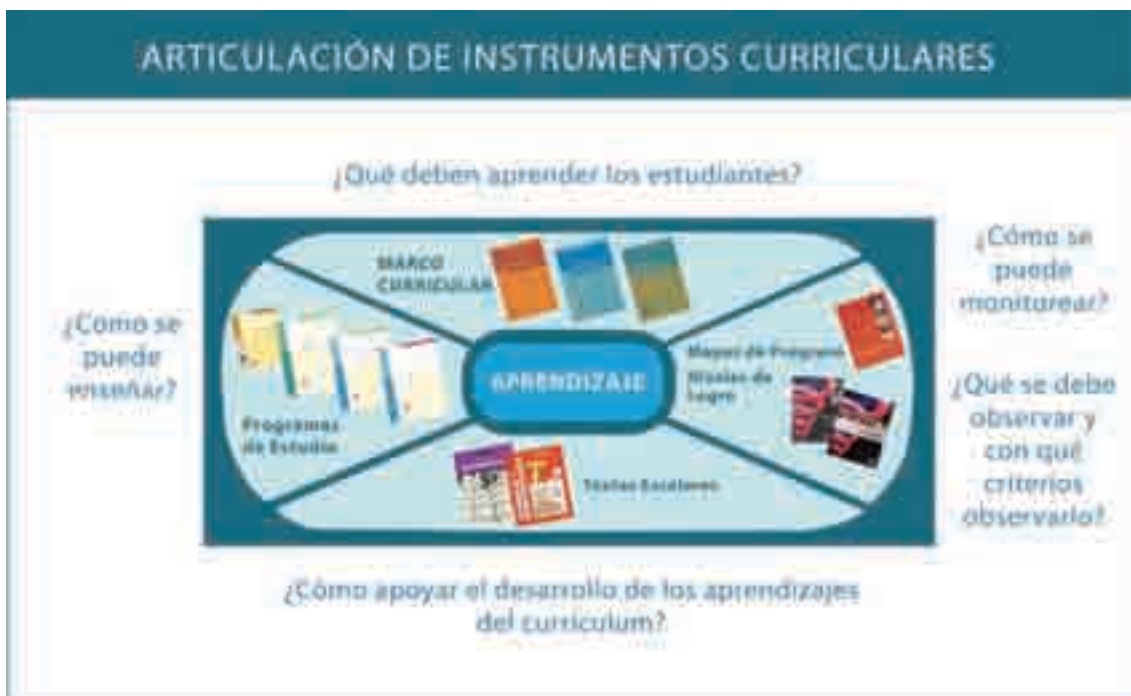 ARTICULACIÓN DE INSTRUMENTOS CURRICULARES
¿Qué deben aprender los estudiantes?
MARCO
CURRICULAR
¿Cómo se
puede
monitorear?
¿Cómo se
puede
enseñar?
APRENDIZAJE
Mapas de Progreso
Niveles de
Logro
¿Qué se debe
observar y
con qué
criterios
observarlo?
Programas
de Estudio
Textos Escolares
¿Cómo apoyar el desarrollo de los aprendizajes
del curriculum?